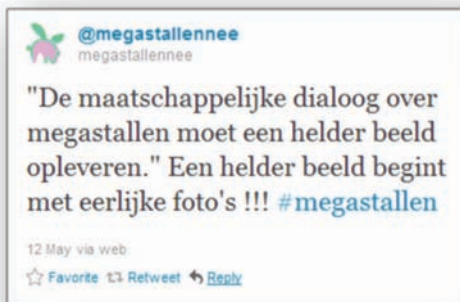 @megastallennee
megastallennee
"De maatschappelijke dialoog over
megastallen moet een helder beeld
opleveren." Een helder beeld begint
met eerlijke foto's !!! #megastallen
12 May via web
Favorite Retweet Reply